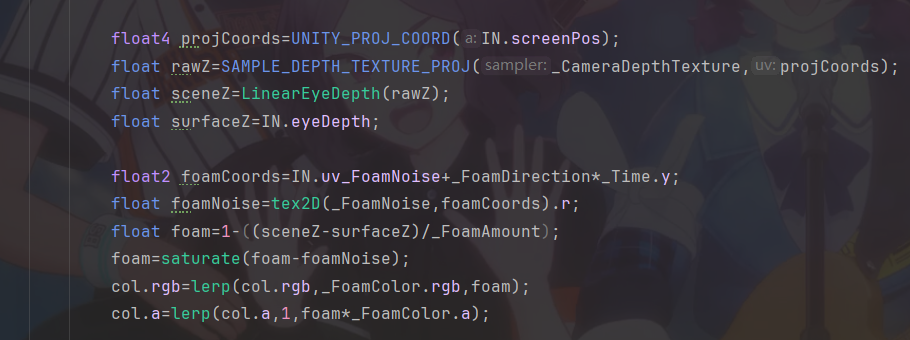 float4 projCoords=UNITY_PROJ_COORD( a: IN.screenPos);
float rawZ=SAMPLE_DEPTH_TEXTURE_PROJ( sampler: _CameraDepthTexture, uv: projCoords);
float sceneZ=LinearEyeDepth(rawZ);
float surfaceZ=IN.eyeDepth;
float2 foamCoords=IN.uv_FoamNoise+_FoamDirection*_Time.y;
float foamNoise=tex2D(_FoamNoise,foamCoords).r;
float foam=1-((sceneZ-surfaceZ)/_FoamAmount);
foam=saturate(foam-foamNoise);
col.rgb=lerp(col.rgb,_FoamColor.rgb,foam);
col.a=lerp(col.a,1,foam*_FoamColor.a);